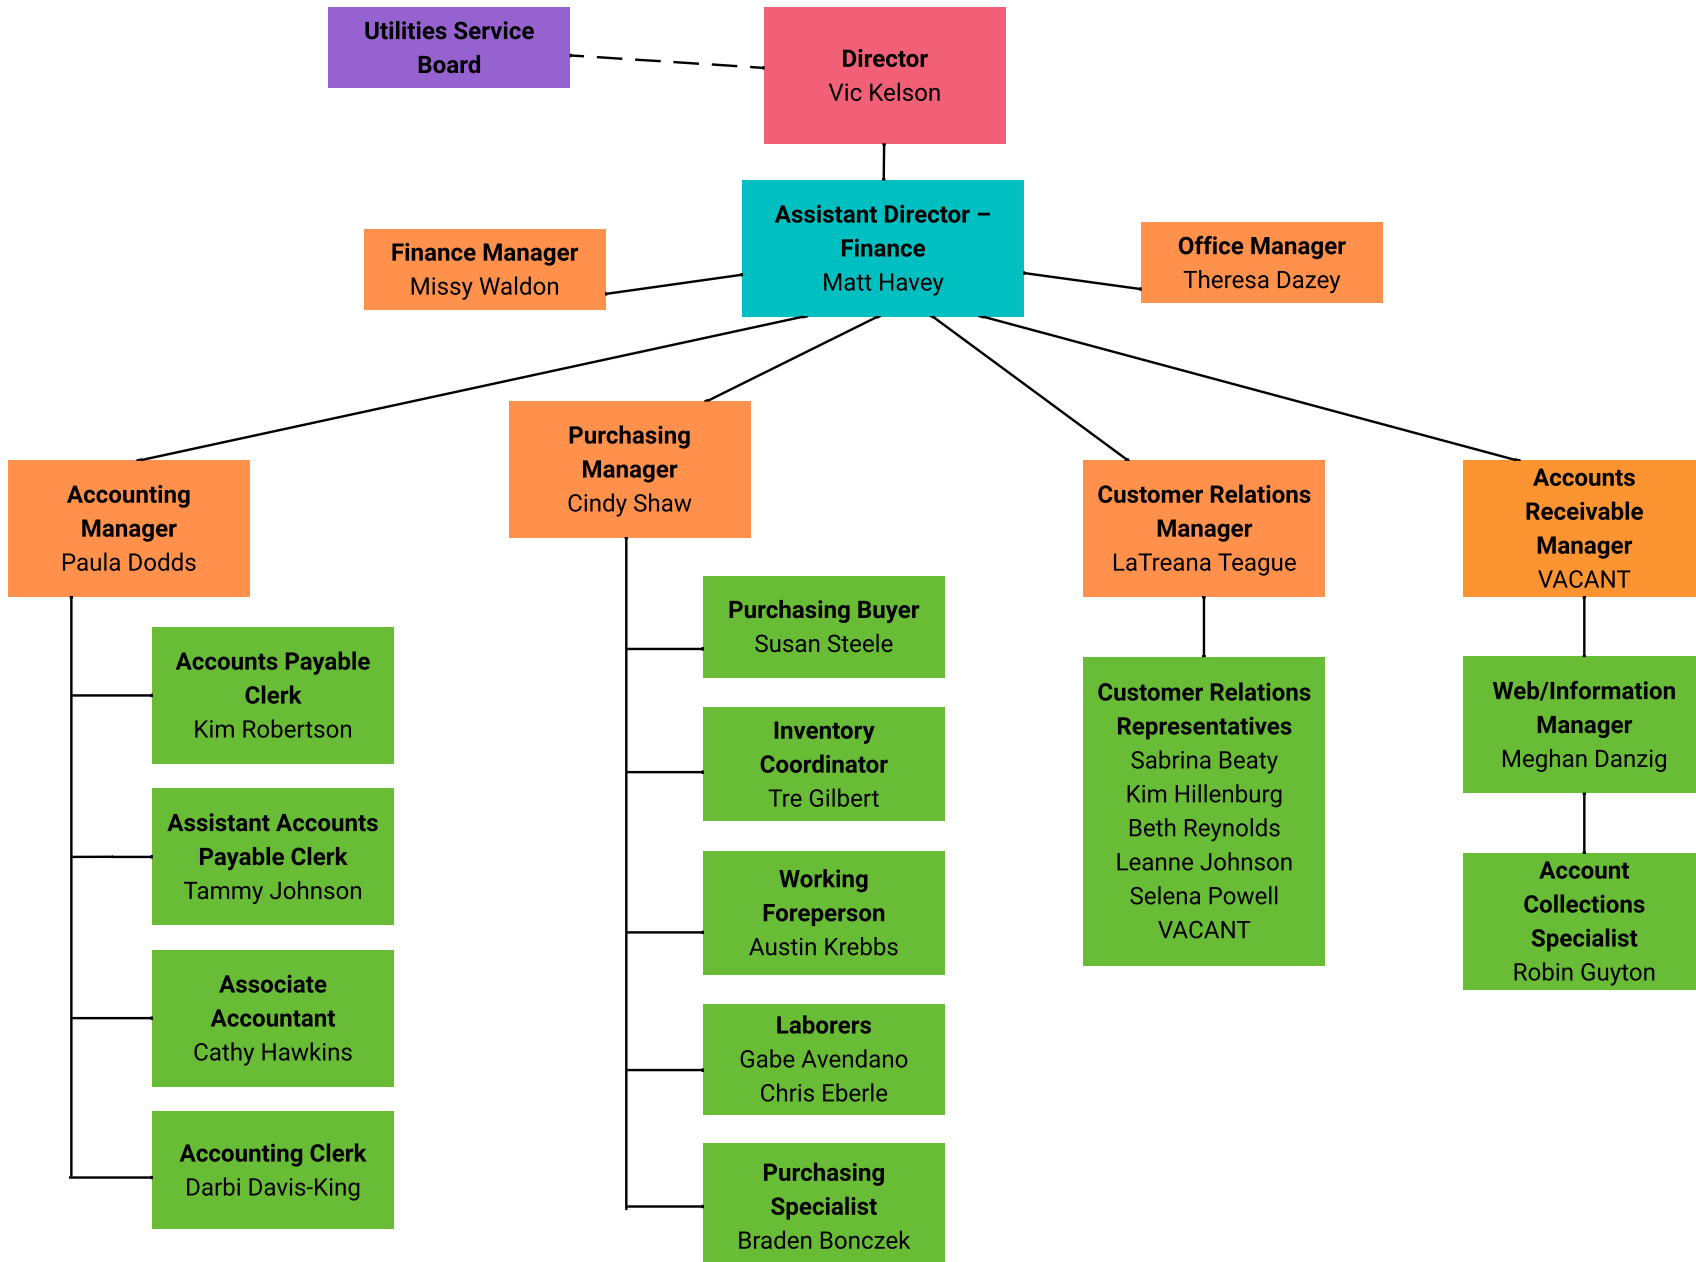 Utilities Service
Board
Director
Vic Kelson
Assistant Director –
Finance
Matt Havey
Finance Manager
Missy Waldon
Office Manager
Theresa Dazey
Accounting
Manager
Paula Dodds
Purchasing
Manager
Cindy Shaw
Customer Relations
Manager
LaTreana Teague
Accounts
Receivable
Manager
VACANT
Accounts Payable
Clerk
Kim Robertson
Assistant Accounts
Payable Clerk
Tammy Johnson
Associate
Accountant
Cathy Hawkins
Accounting Clerk
Darbi Davis-King
Purchasing Buyer
Susan Steele
Inventory
Coordinator
Tre Gilbert
Working
Foreperson
Austin Krebbs
Laborers
Gabe Avendano
Chris Eberle
Purchasing
Specialist
Braden Bonczek
Customer Relations
Representatives
Sabrina Beaty
Kim Hillenburg
Beth Reynolds
Leanne Johnson
Selena Powell
VACANT
Web/Information
Manager
Meghan Danzig
Account
Collections
Specialist
Robin Guyton